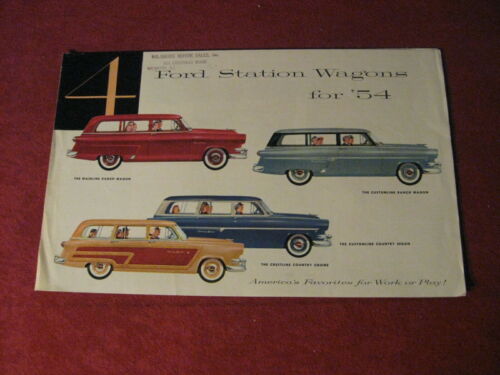 4
Ford Station Wagons
for '54
THE MAINLINE RANCH WAGON
THE CUSTOMLINE RANCH WAGON
THE CUSTOMLINE COUNTRY SEDAN
THE CRESTLINE COUNTRY SQUIRE
America's Favorites for Work or Play!